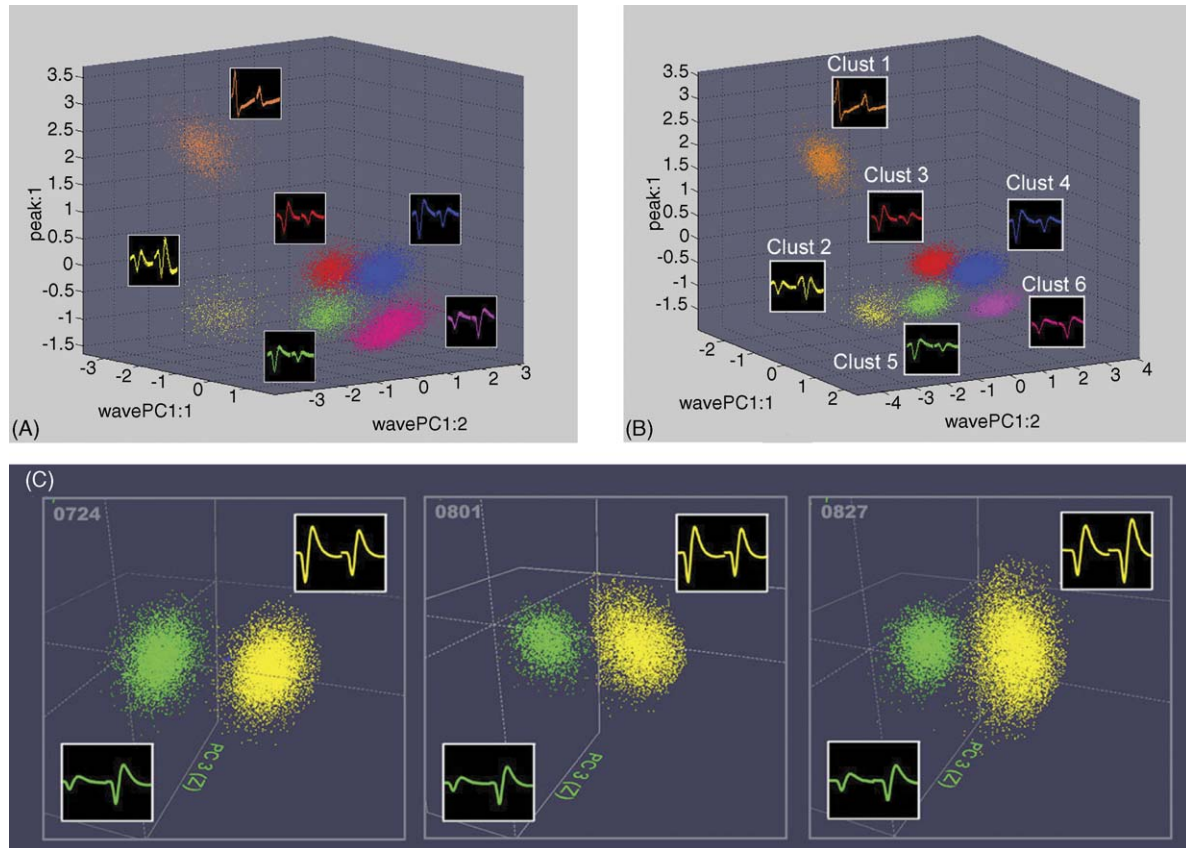 3.5
3
2.5
2
1.5
1
0.5
0
-0.5
-1
-1.5
peak:1
-3
-2
-1
0
1
wavePC1:1
-3
-2
-1
0
1
2
3
wavePC1:2
(A)
3.5
3
2.5
2
1.5
1
0.5
0
-0.5
-1
-1.5
peak:1
Clust 1
Clust 3
Clust 4
Clust 2
Clust 6
Clust 5
-2
-1
0
1
2
wavePC1:1
-4
-3
-2
-1
0
1
2
3
4
wavePC1:2
(B)
(C)
0724
PC 3 (Z)
0801
PC 3 (Z)
0827
PC 3 (Z)